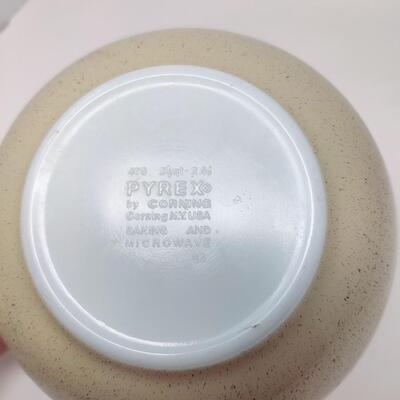 PYREX®
by CORNING
Corning N.Y. USA
BAKING AND
MICROWAVE